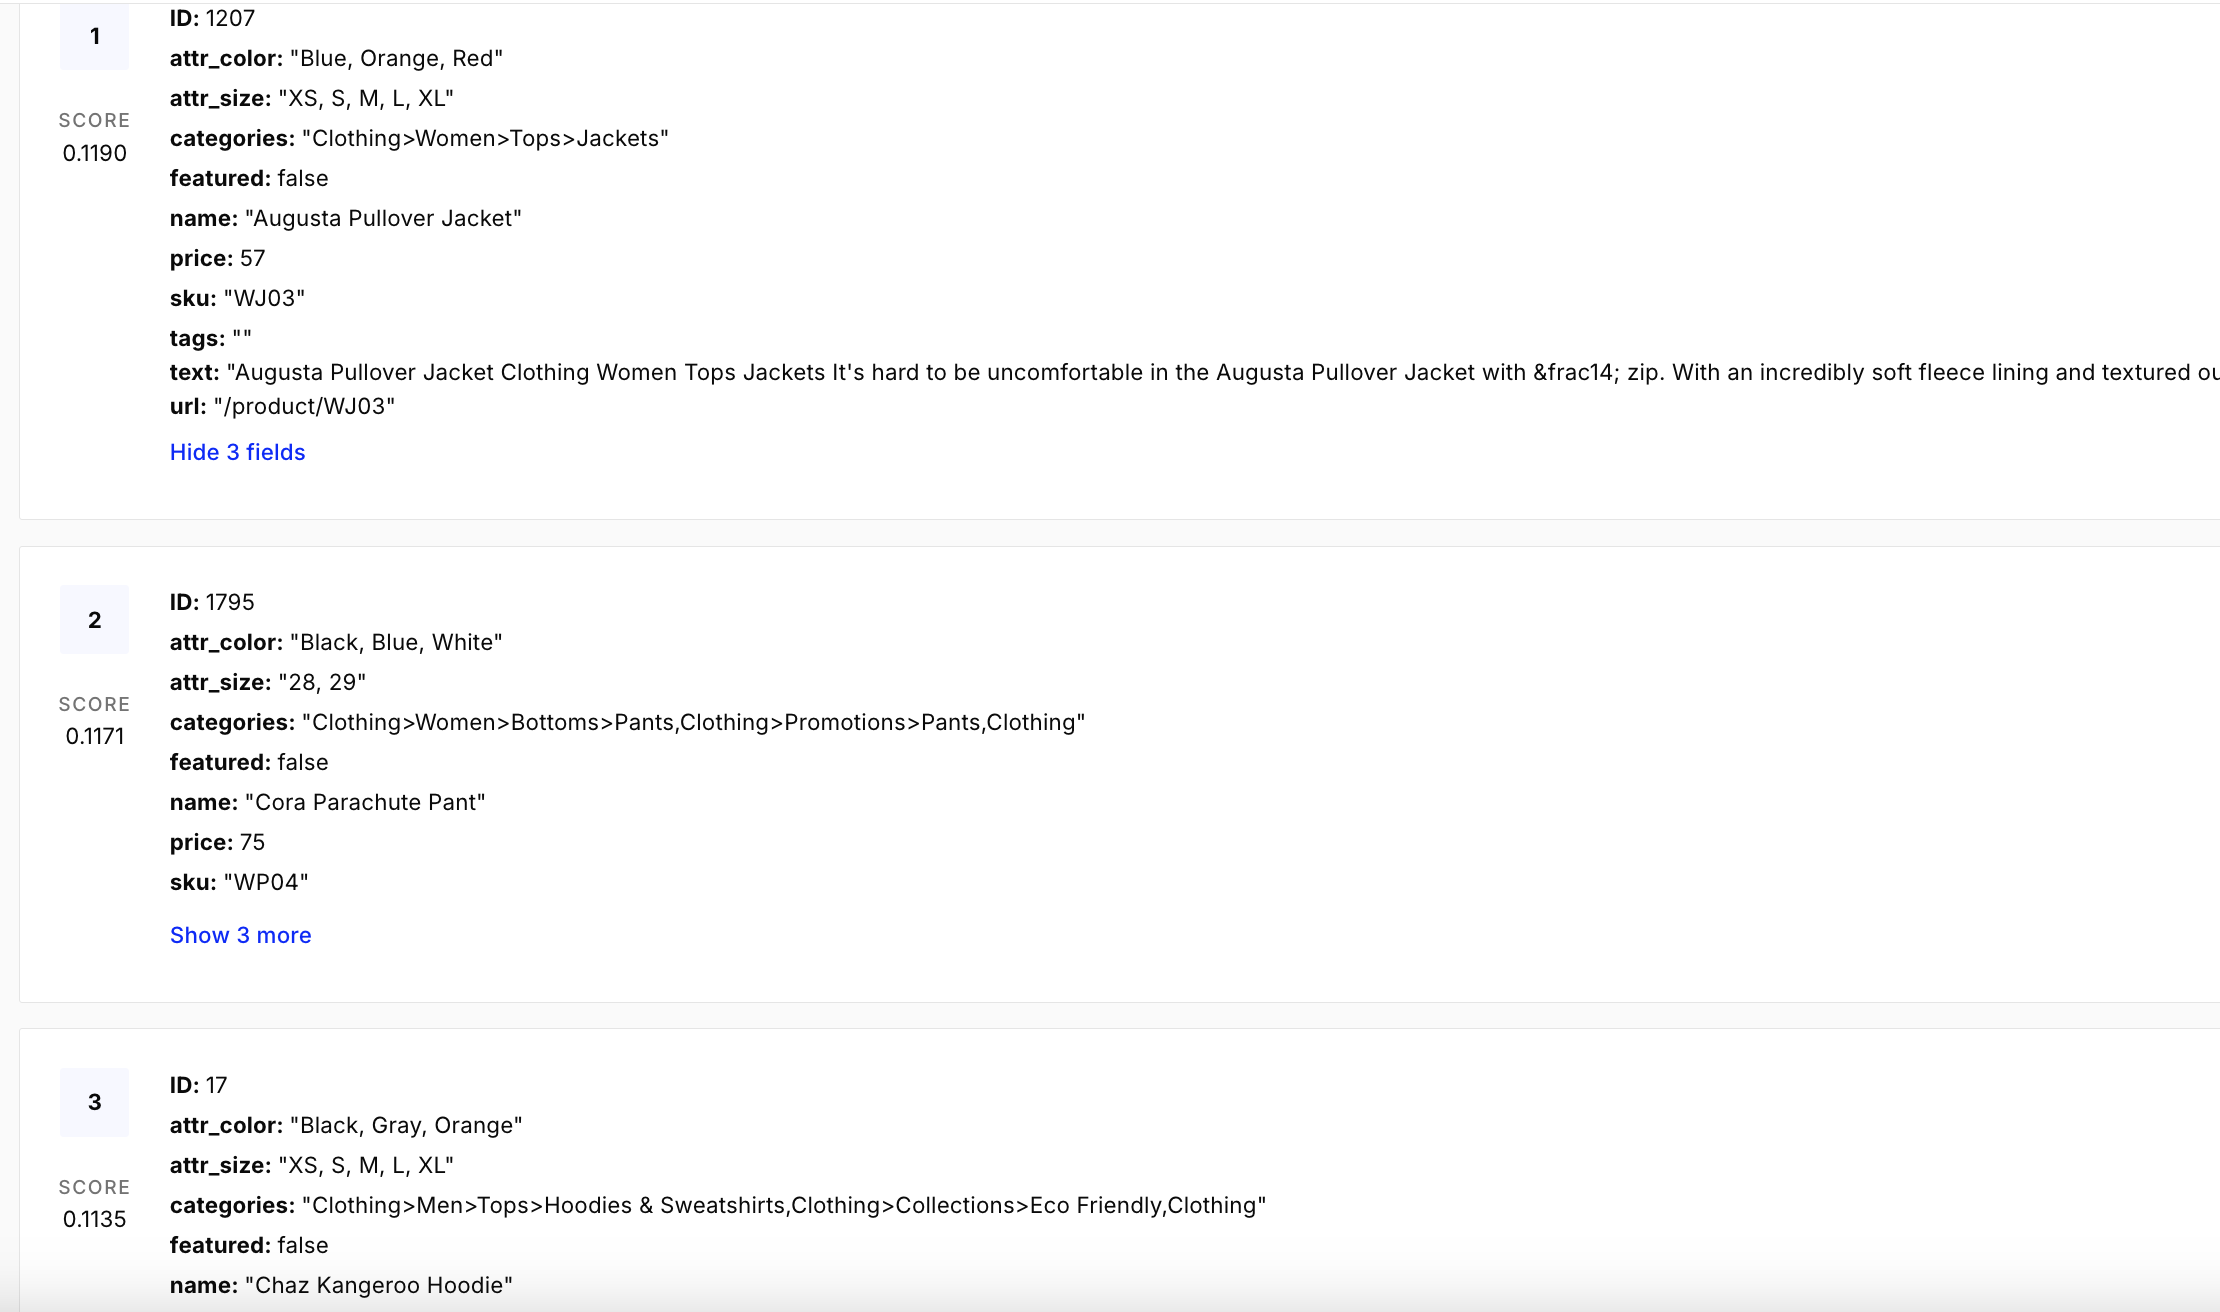 1
ID: 1207
attr_color: "Blue, Orange, Red"
attr_size: "XS, S, M, L, XL"
SCORE
0.1190
categories: "Clothing>Women>Tops>Jackets"
featured: false
name: "Augusta Pullover Jacket"
price: 57
sku: "WJ03"
tags: ""
text: "Augusta Pullover Jacket Clothing Women Tops Jackets It's hard to be uncomfortable in the Augusta Pullover Jacket with &frac14; zip. With an incredibly soft fleece lining and textured ou
url: "/product/WJ03"
Hide 3 fields
2
ID: 1795
attr_color: "Black, Blue, White"
attr_size: "28, 29"
SCORE
0.1171
categories: "Clothing>Women>Bottoms>Pants,Clothing>Promotions>Pants,Clothing"
featured: false
name: "Cora Parachute Pant"
price: 75
sku: "WP04"
Show 3 more
3
ID: 17
attr_color: "Black, Gray, Orange"
attr_size: "XS, S, M, L, XL"
SCORE
0.1135
categories: "Clothing>Men>Tops>Hoodies & Sweatshirts,Clothing>Collections>Eco Friendly,Clothing"
featured: false
name: "Chaz Kangeroo Hoodie"